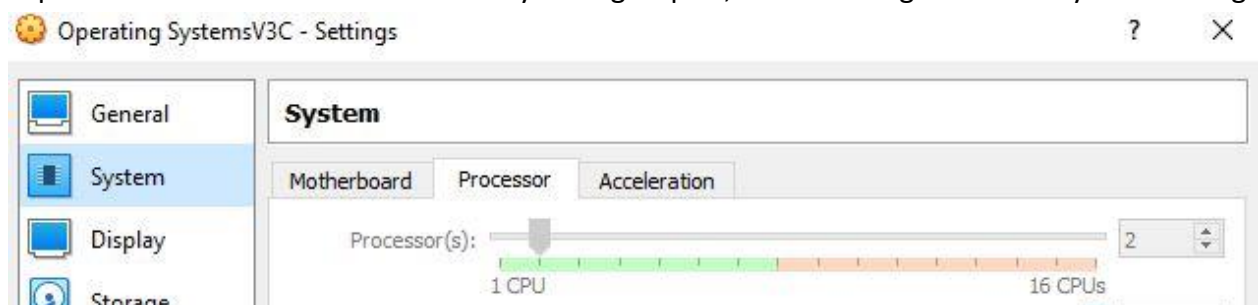 Operating SystemsV3C - Settings ? ×
General
System
System
Motherboard Processor Acceleration
Display
Processor(s): 2
1 CPU 16 CPUs
Storage